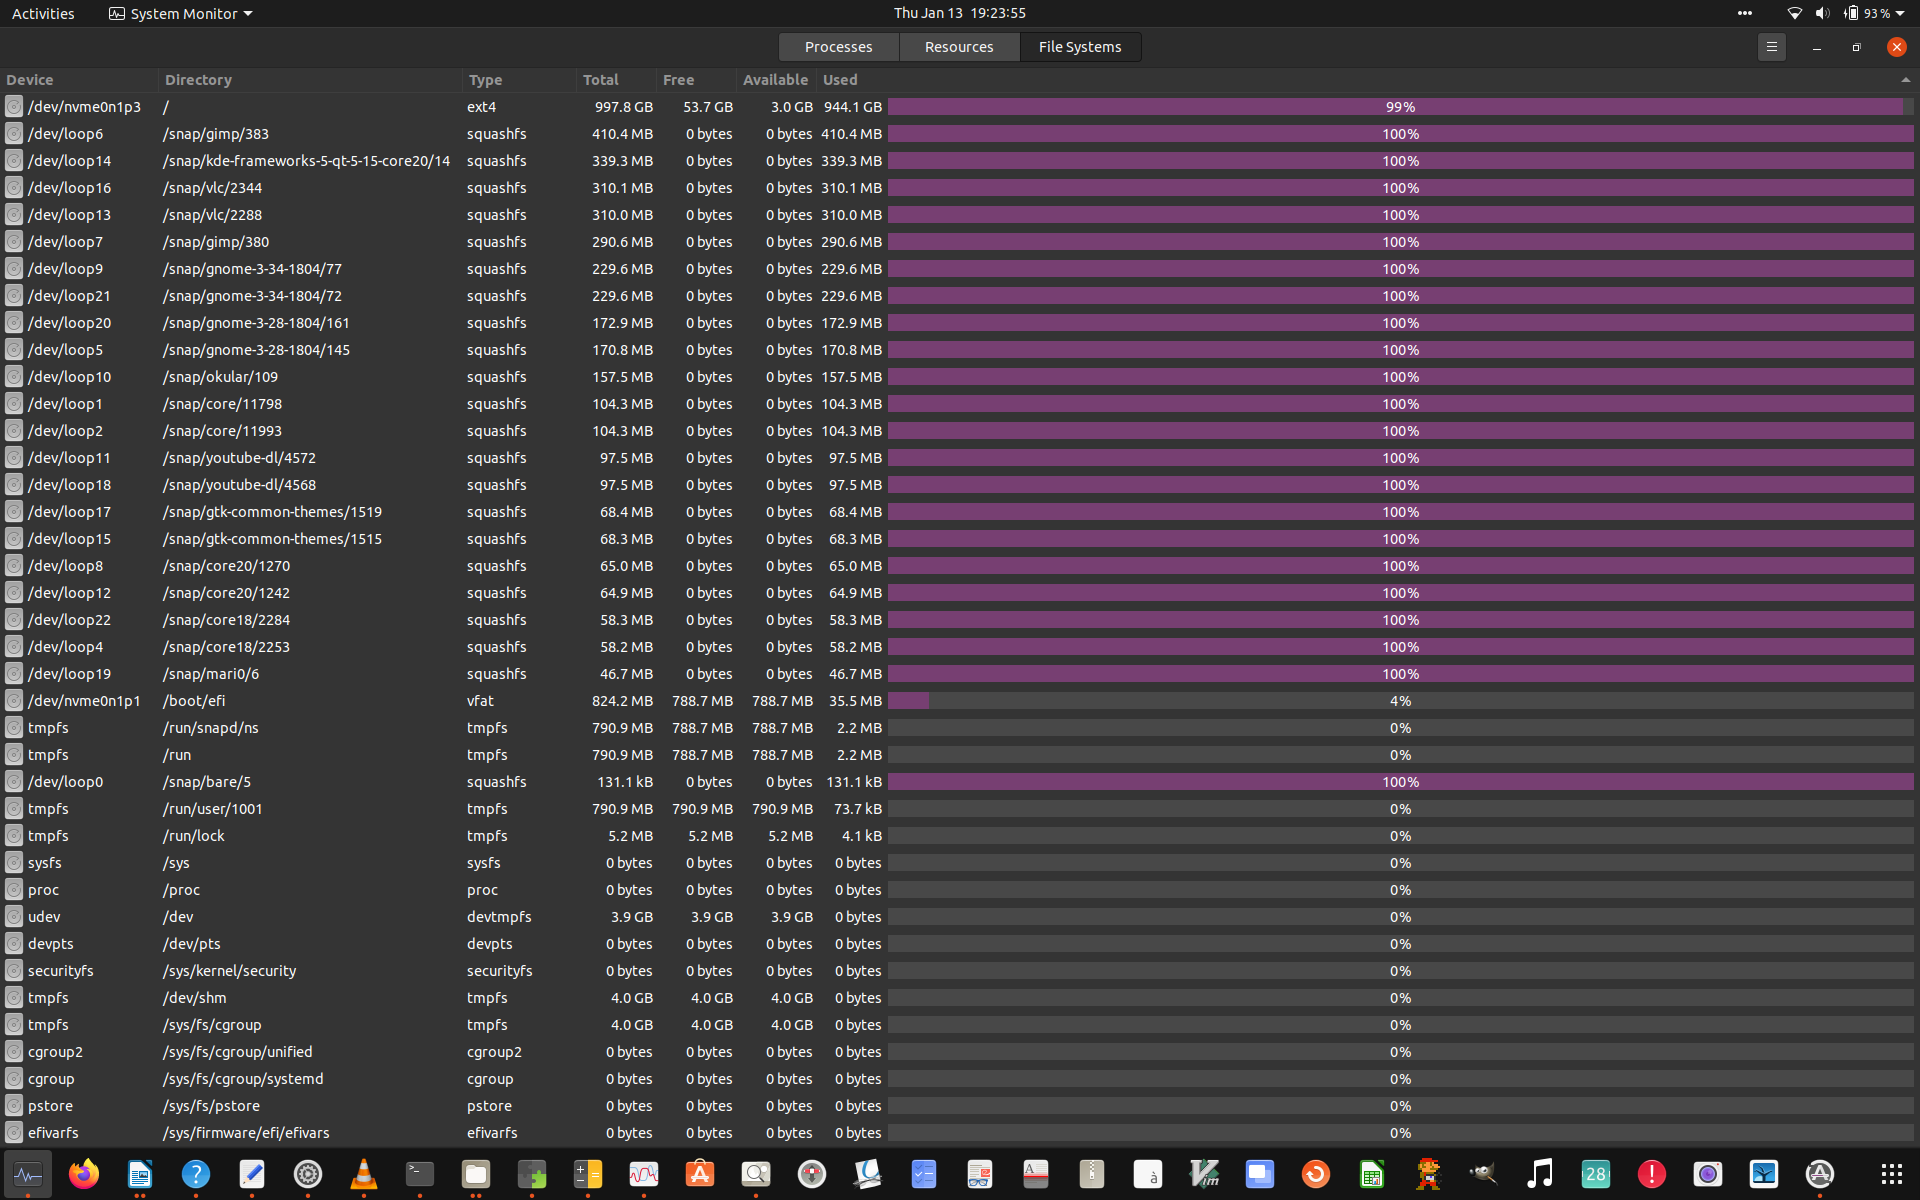 Activities System Monitor Thu Jan 13 19:23:55 93%
Processes Resources File Systems
Device Directory Type Total Free Available Used
/dev/nvme0n1p3 / ext4 997.8 GB 53.7 GB 3.0 GB 944.1 GB 99%
/dev/loop6 /snap/gimp/383 squashfs 410.4 MB 0 bytes 0 bytes 410.4 MB 100%
/dev/loop14 /snap/kde-frameworks-5-qt-5-15-core20/14 squashfs 339.3 MB 0 bytes 0 bytes 339.3 MB 100%
/dev/loop16 /snap/vlc/2344 squashfs 310.1 MB 0 bytes 0 bytes 310.1 MB 100%
/dev/loop13 /snap/vlc/2288 squashfs 310.0 MB 0 bytes 0 bytes 310.0 MB 100%
/dev/loop7 /snap/gimp/380 squashfs 290.6 MB 0 bytes 0 bytes 290.6 MB 100%
/dev/loop9 /snap/gnome-3-34-1804/77 squashfs 229.6 MB 0 bytes 0 bytes 229.6 MB 100%
/dev/loop21 /snap/gnome-3-34-1804/72 squashfs 229.6 MB 0 bytes 0 bytes 229.6 MB 100%
/dev/loop20 /snap/gnome-3-28-1804/161 squashfs 172.9 MB 0 bytes 0 bytes 172.9 MB 100%
/dev/loop5 /snap/gnome-3-28-1804/145 squashfs 170.8 MB 0 bytes 0 bytes 170.8 MB 100%
/dev/loop10 /snap/okular/109 squashfs 157.5 MB 0 bytes 0 bytes 157.5 MB 100%
/dev/loop1 /snap/core/11798 squashfs 104.3 MB 0 bytes 0 bytes 104.3 MB 100%
/dev/loop2 /snap/core/11993 squashfs 104.3 MB 0 bytes 0 bytes 104.3 MB 100%
/dev/loop11 /snap/youtube-dl/4572 squashfs 97.5 MB 0 bytes 0 bytes 97.5 MB 100%
/dev/loop18 /snap/youtube-dl/4568 squashfs 97.5 MB 0 bytes 0 bytes 97.5 MB 100%
/dev/loop17 /snap/gtk-common-themes/1519 squashfs 68.4 MB 0 bytes 0 bytes 68.4 MB 100%
/dev/loop15 /snap/gtk-common-themes/1515 squashfs 68.3 MB 0 bytes 0 bytes 68.3 MB 100%
/dev/loop8 /snap/core20/1270 squashfs 65.0 MB 0 bytes 0 bytes 65.0 MB 100%
/dev/loop12 /snap/core20/1242 squashfs 64.9 MB 0 bytes 0 bytes 64.9 MB 100%
/dev/loop22 /snap/core18/2284 squashfs 58.3 MB 0 bytes 0 bytes 58.3 MB 100%
/dev/loop4 /snap/core18/2253 squashfs 58.2 MB 0 bytes 0 bytes 58.2 MB 100%
/dev/loop19 /snap/mari0/6 squashfs 46.7 MB 0 bytes 0 bytes 46.7 MB 100%
/dev/nvme0n1p1 /boot/efi vfat 824.2 MB 788.7 MB 788.7 MB 35.5 MB 4%
tmpfs /run/snapd/ns tmpfs 790.9 MB 788.7 MB 788.7 MB 2.2 MB 0%
tmpfs /run tmpfs 790.9 MB 788.7 MB 788.7 MB 2.2 MB 0%
/dev/loop0 /snap/bare/5 squashfs 131.1 kB 0 bytes 0 bytes 131.1 kB 100%
tmpfs /run/user/1001 tmpfs 790.9 MB 790.9 MB 790.9 MB 73.7 kB 0%
tmpfs /run/lock tmpfs 5.2 MB 5.2 MB 5.2 MB 4.1 kB 0%
sysfs /sys sysfs 0 bytes 0 bytes 0 bytes 0 bytes 0%
proc /proc proc 0 bytes 0 bytes 0 bytes 0 bytes 0%
udev /dev devtmpfs 3.9 GB 3.9 GB 3.9 GB 0 bytes 0%
devpts /dev/pts devpts 0 bytes 0 bytes 0 bytes 0 bytes 0%
securityfs /sys/kernel/security securityfs 0 bytes 0 bytes 0 bytes 0 bytes 0%
tmpfs /dev/shm tmpfs 4.0 GB 4.0 GB 4.0 GB 0 bytes 0%
tmpfs /sys/fs/cgroup tmpfs 4.0 GB 4.0 GB 4.0 GB 0 bytes 0%
cgroup2 /sys/fs/cgroup/unified cgroup2 0 bytes 0 bytes 0 bytes 0 bytes 0%
cgroup /sys/fs/cgroup/systemd cgroup 0 bytes 0 bytes 0 bytes 0 bytes 0%
pstore /sys/fs/pstore pstore 0 bytes 0 bytes 0 bytes 0 bytes 0%
efivarfs /sys/firmware/efi/efivars efivarfs 0 bytes 0 bytes 0 bytes 0 bytes 0%
? >_ A à Vim 28 !